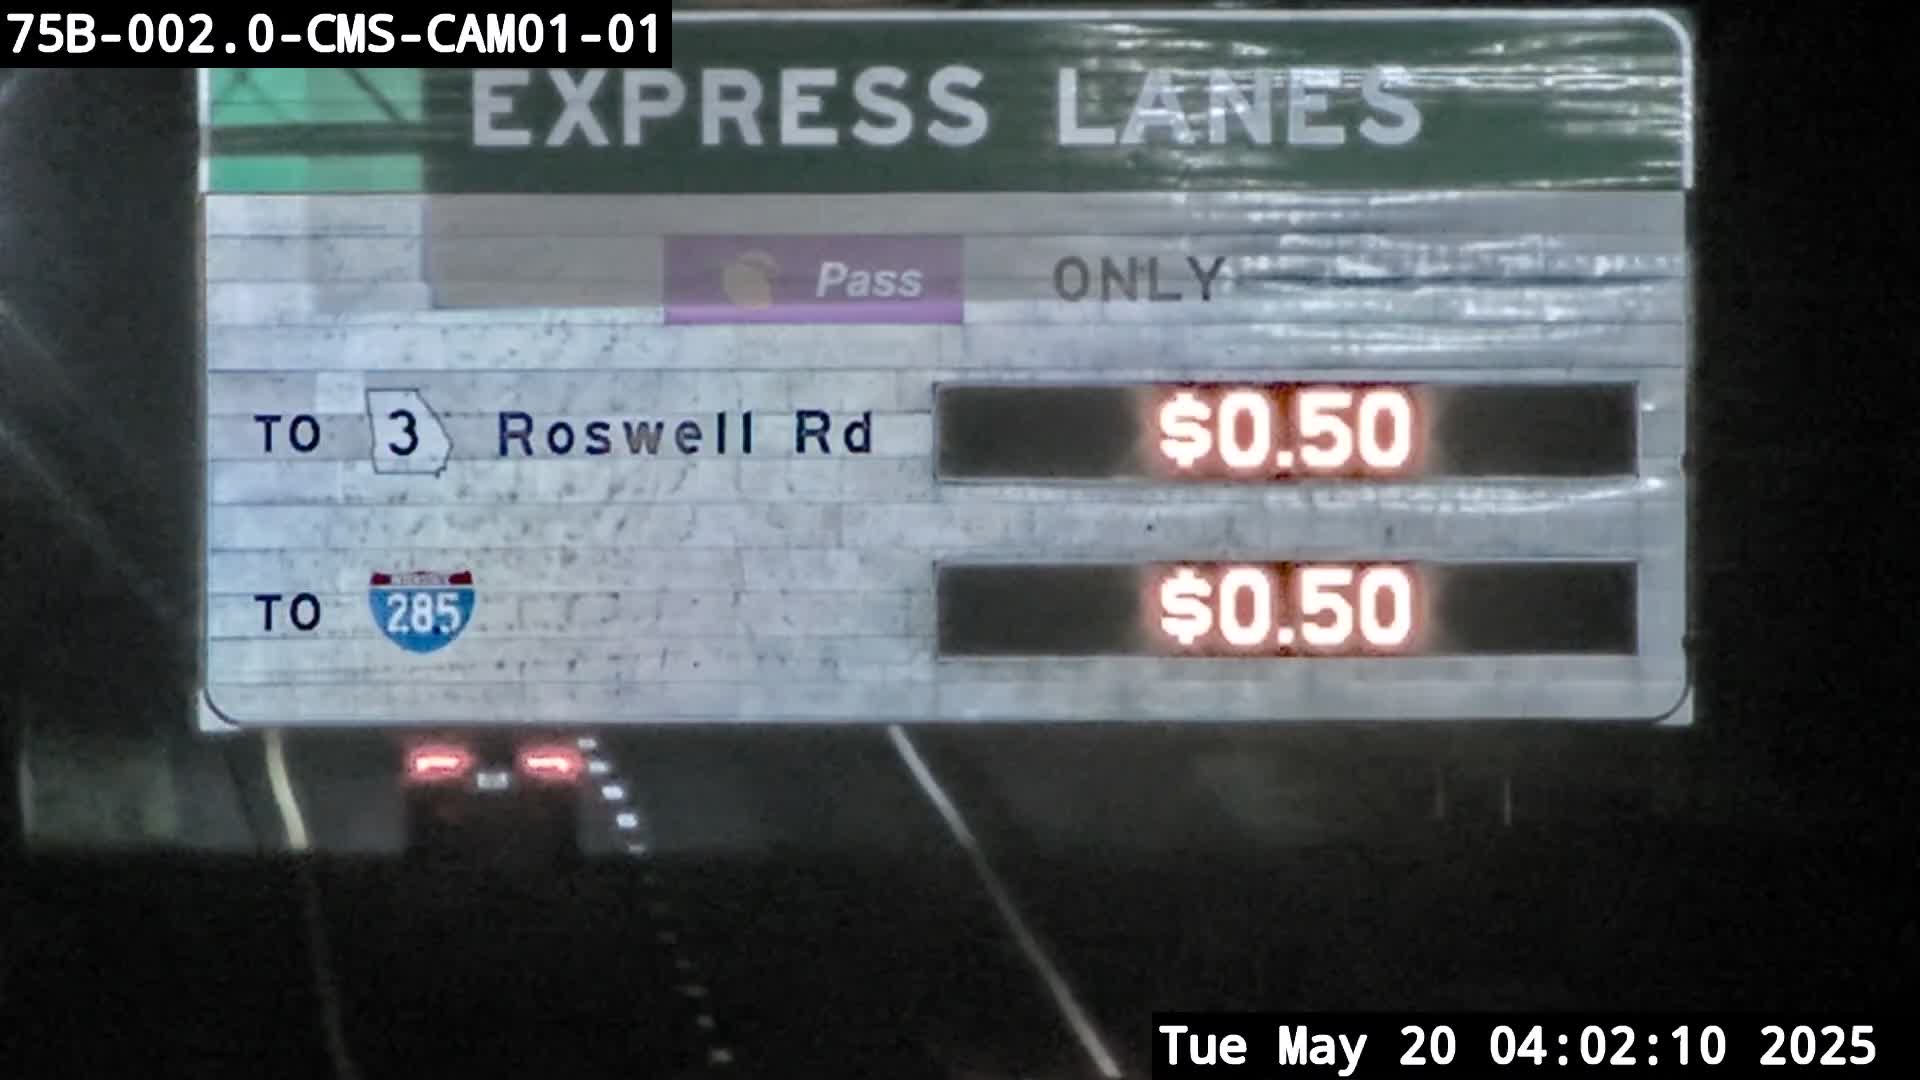 75B-002.0-CMS-CAM01-01
EXPRESS LANES
Pass ONLY
TO 3 Roswell Rd $0.50
TO 285 $0.50
Tue May 20 04:02:10 2025